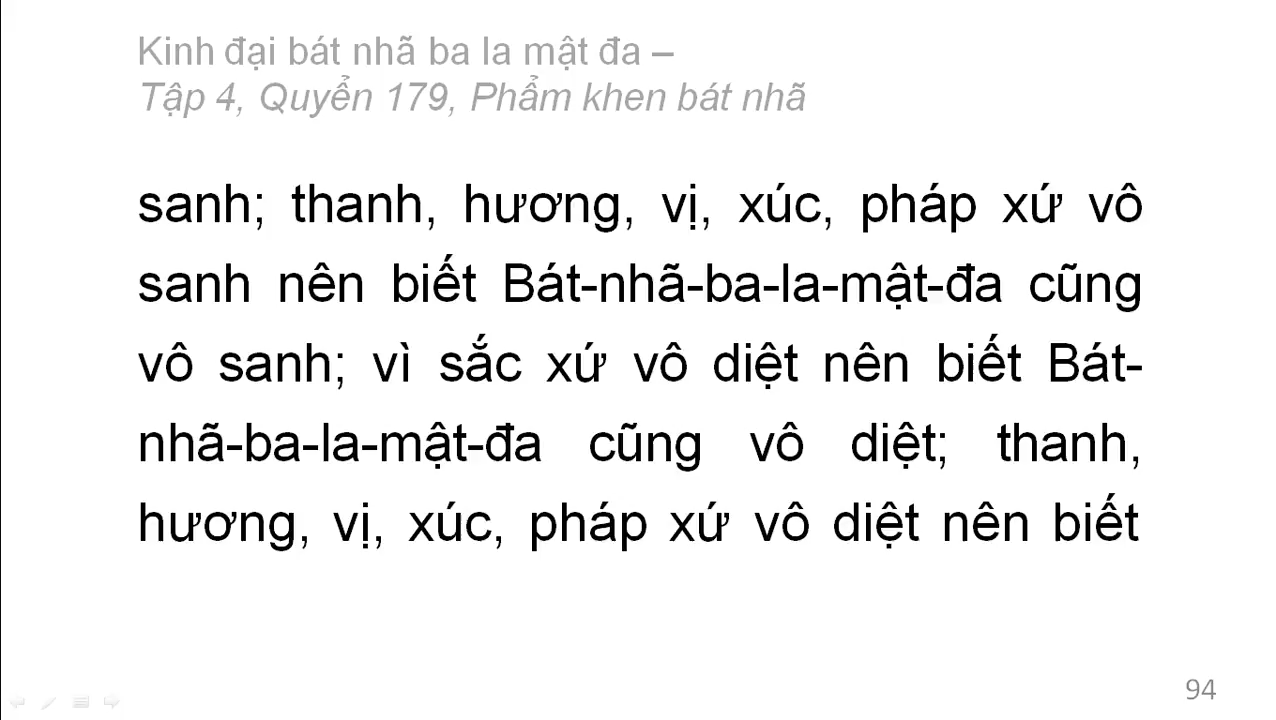 Kinh đại bát nhã ba la mật đa –
Tập 4, Quyển 179, Phẩm khen bát nhã
sanh; thanh, hương, vị, xúc, pháp xứ vô
sanh nên biết Bát-nhã-ba-la-mật-đa cũng
vô sanh; vì sắc xứ vô diệt nên biết Bát-
nhã-ba-la-mật-đa cũng vô diệt; thanh,
hương, vị, xúc, pháp xứ vô diệt nên biết
94